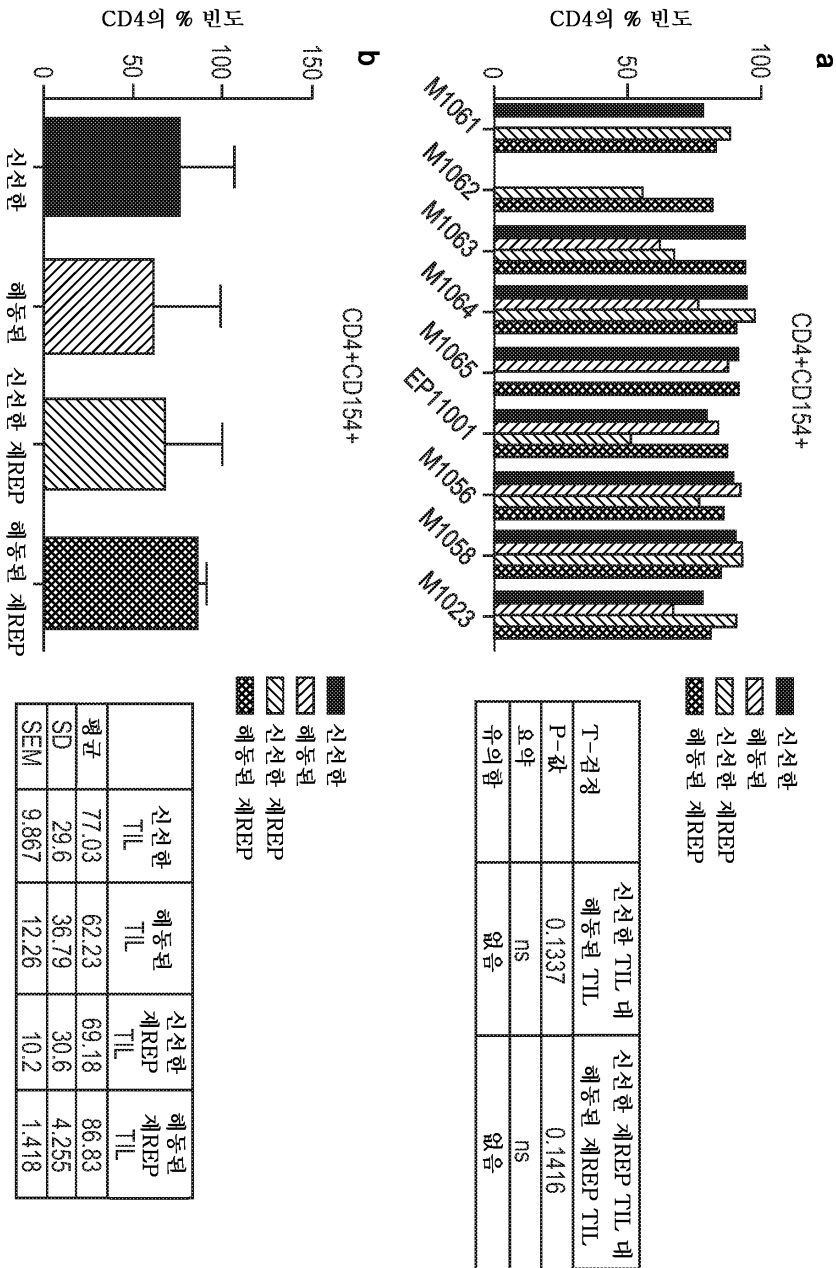 a
CD4+CD154+
CD4의 % 빈도
100
50
0
M1061
M1062
M1063
M1064
M1065
EP11001
M1056
M1058
M1023
신선한
해동된
신선한 재REP
해동된 재REP
T-검정
신선한 TIL 대
해동된 TIL
신선한 재REP TIL 대
해동된 재REP TIL
P-값
0.1337
0.1416
요약
ns
ns
유의함
없음
없음
b
CD4+CD154+
CD4의 % 빈도
150
100
50
0
신선한
해동된
신선한 재REP
해동된 재REP
신선한
해동된
신선한 재REP
해동된 재REP
신선한
TIL
해동된
TIL
신선한
재REP
TIL
해동된
재REP
TIL
평균
77.03
62.23
69.18
86.83
SD
29.6
36.79
30.6
4.255
SEM
9.867
12.26
10.2
1.418